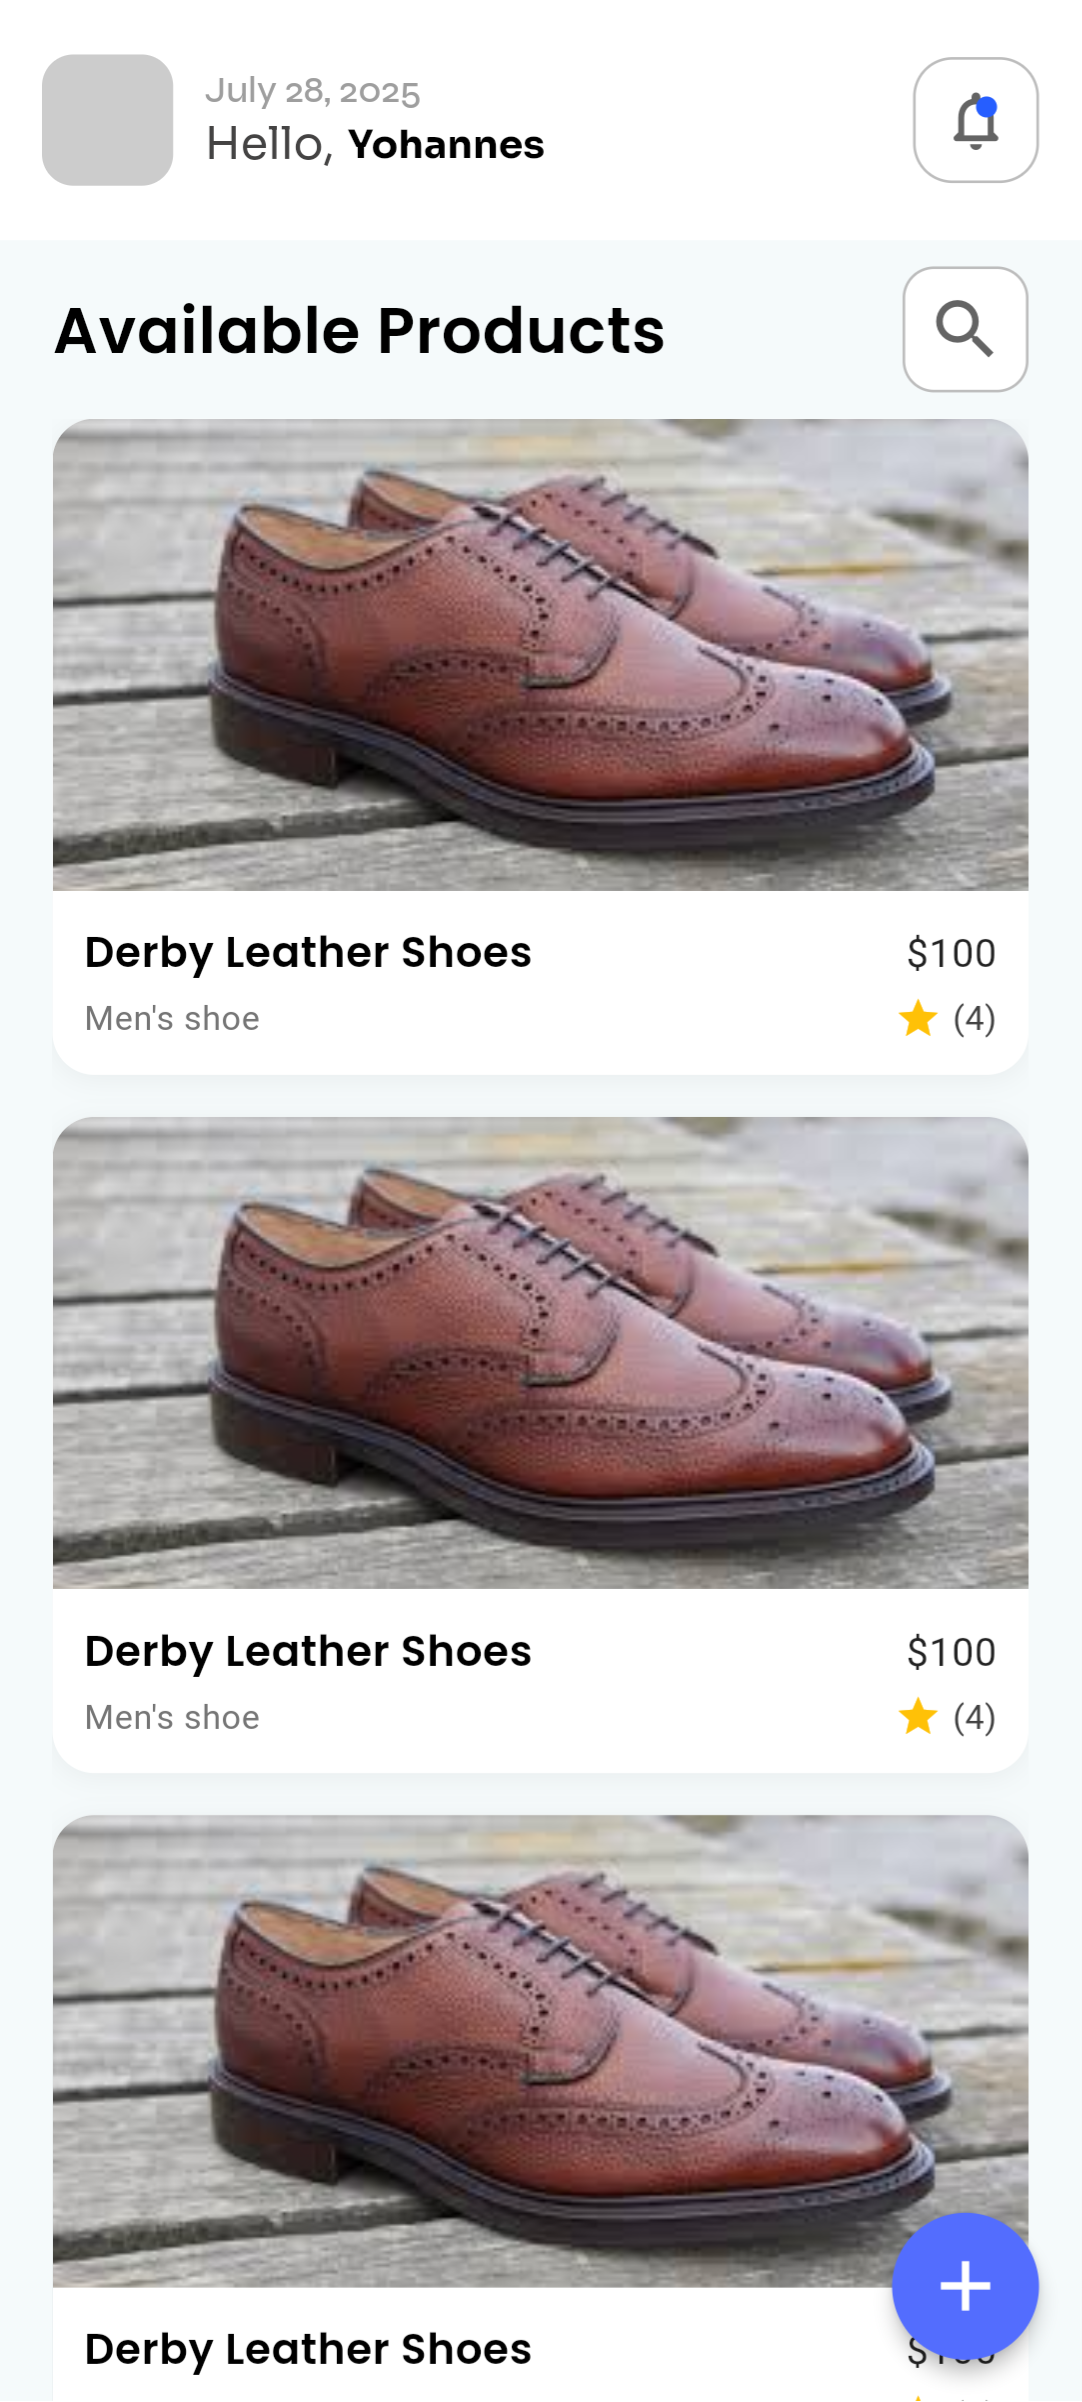 July 28, 2025
Hello, Yohannes
Available Products
Derby Leather Shoes
$100
Men's shoe
(4)
Derby Leather Shoes
$100
Men's shoe
(4)
Derby Leather Shoes